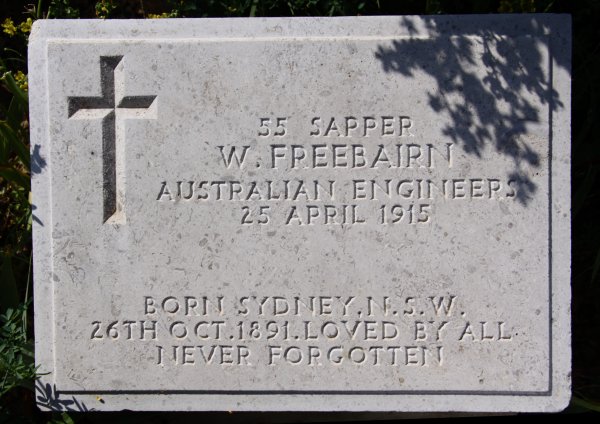 55 SAPPER
W. FREEBAIRN
AUSTRALIAN ENGINEERS
25 APRIL 1915
BORN SYDNEY, N.S.W.
26TH OCT. 1891. LOVED BY ALL
NEVER FORGOTTEN